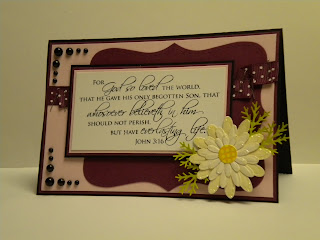 FOR God so loved THE WORLD,
THAT HE GAVE HIS ONLY BEGOTTEN SON, THAT
whosoever believeth in him
SHOULD NOT PERISH,
BUT HAVE everlasting life.
JOHN 3:16